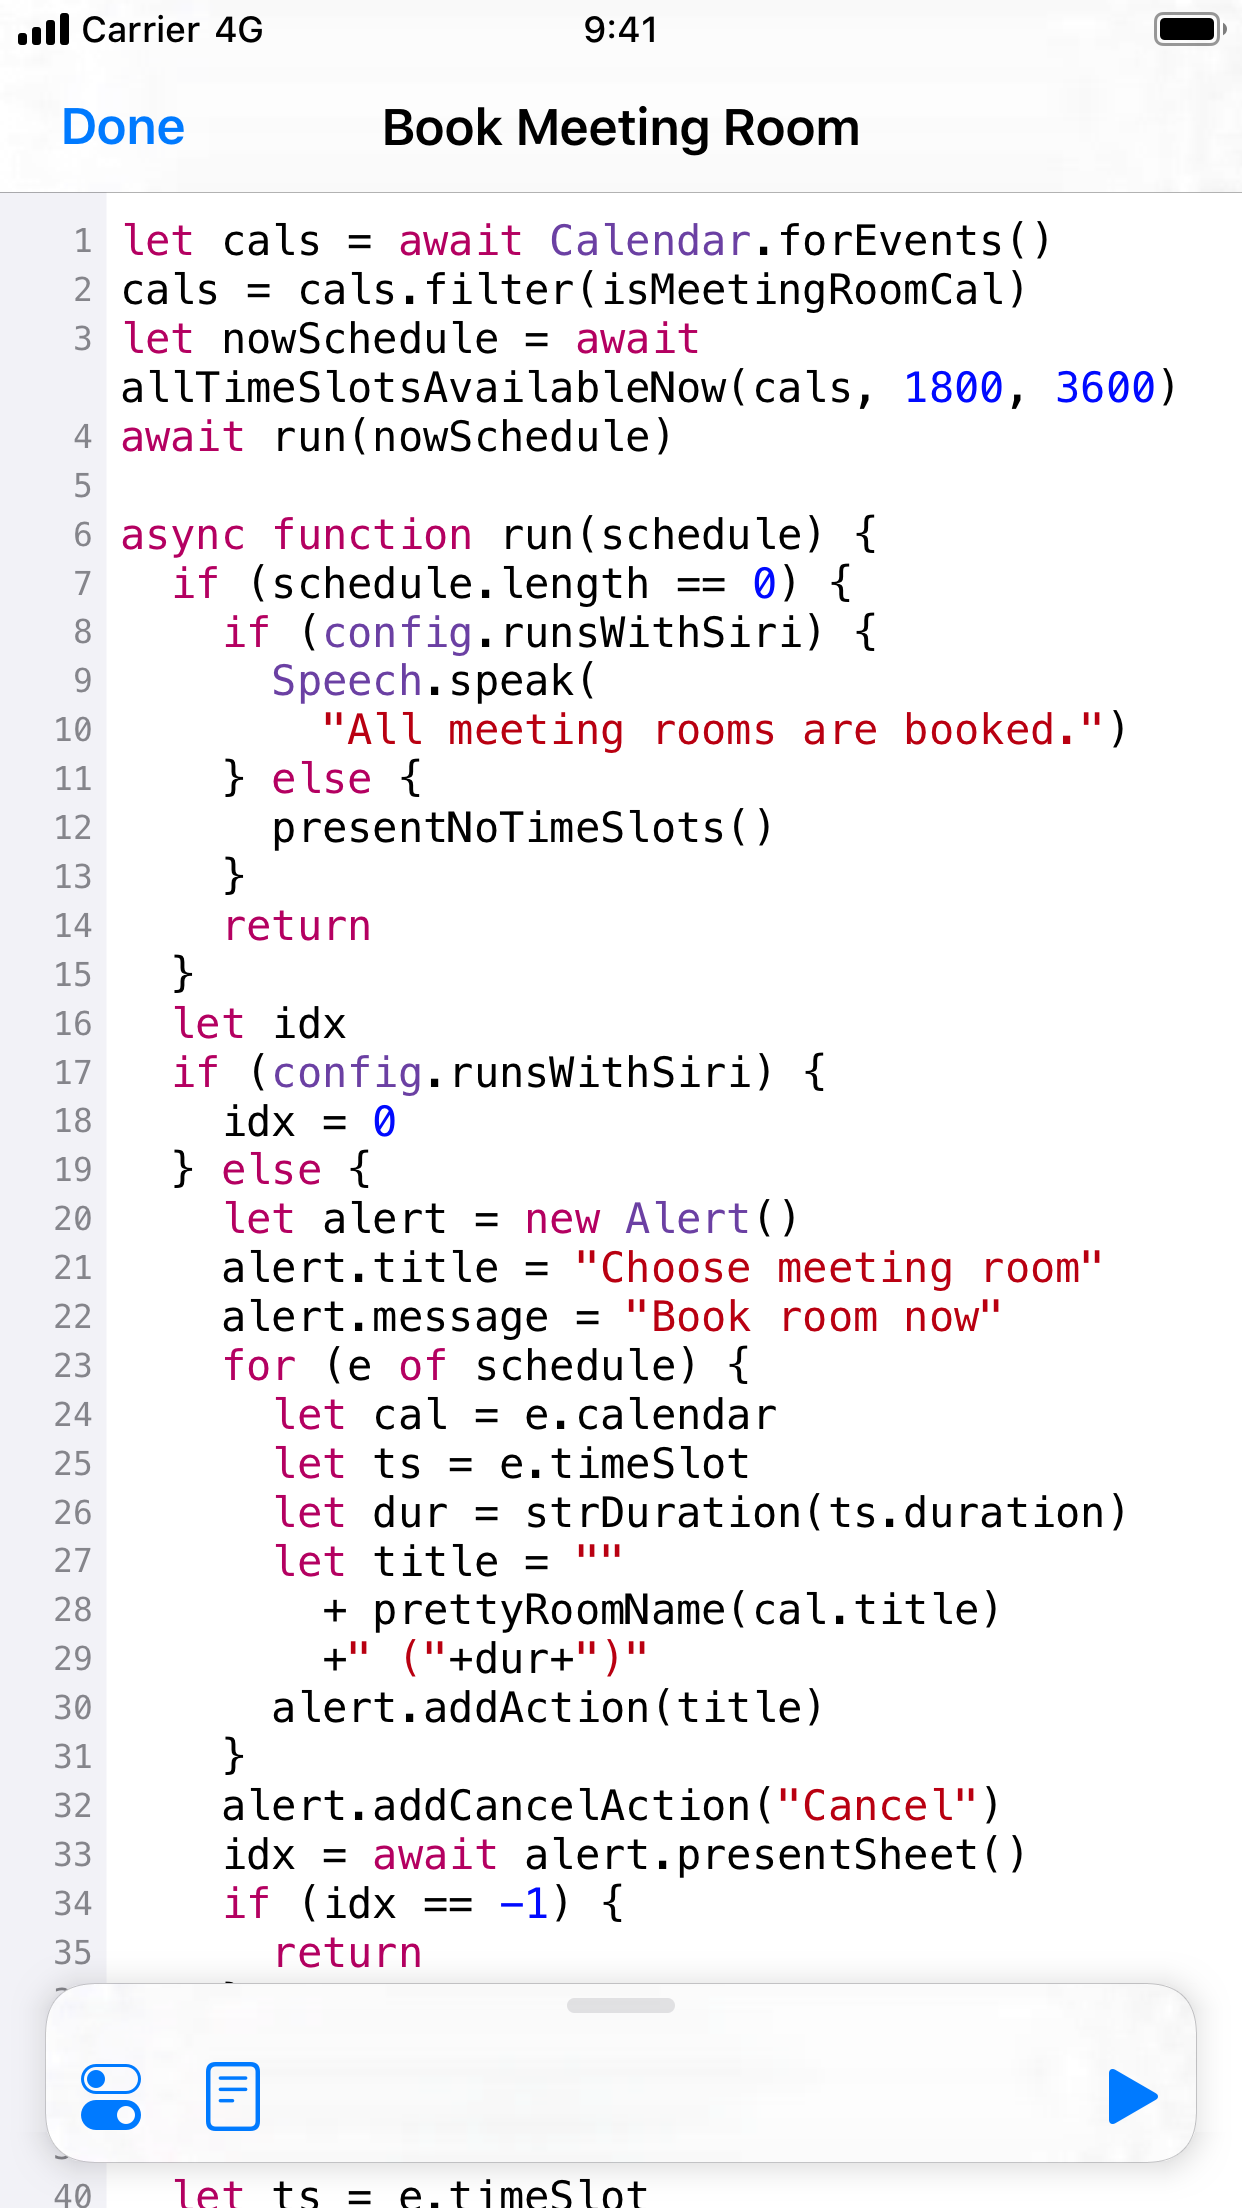 Carrier 4G 9:41
Done Book Meeting Room
1 let cals = await Calendar.forEvents()
2 cals = cals.filter(isMeetingRoomCal)
3 let nowSchedule = await
allTimeSlotsAvailableNow(cals, 1800, 3600)
4 await run(nowSchedule)
5
6 async function run(schedule) {
7 if (schedule.length == 0) {
8 if (config.runsWithSiri) {
9 Speech.speak(
10 "All meeting rooms are booked.")
11 } else {
12 presentNoTimeSlots()
13 }
14 return
15 }
16 let idx
17 if (config.runsWithSiri) {
18 idx = 0
19 } else {
20 let alert = new Alert()
21 alert.title = "Choose meeting room"
22 alert.message = "Book room now"
23 for (e of schedule) {
24 let cal = e.calendar
25 let ts = e.timeSlot
26 let dur = strDuration(ts.duration)
27 let title = ""
28 + prettyRoomName(cal.title)
29 +" ("+dur+")"
30 alert.addAction(title)
31 }
32 alert.addCancelAction("Cancel")
33 idx = await alert.presentSheet()
34 if (idx == -1) {
35 return
40 let ts = e.timeSlot